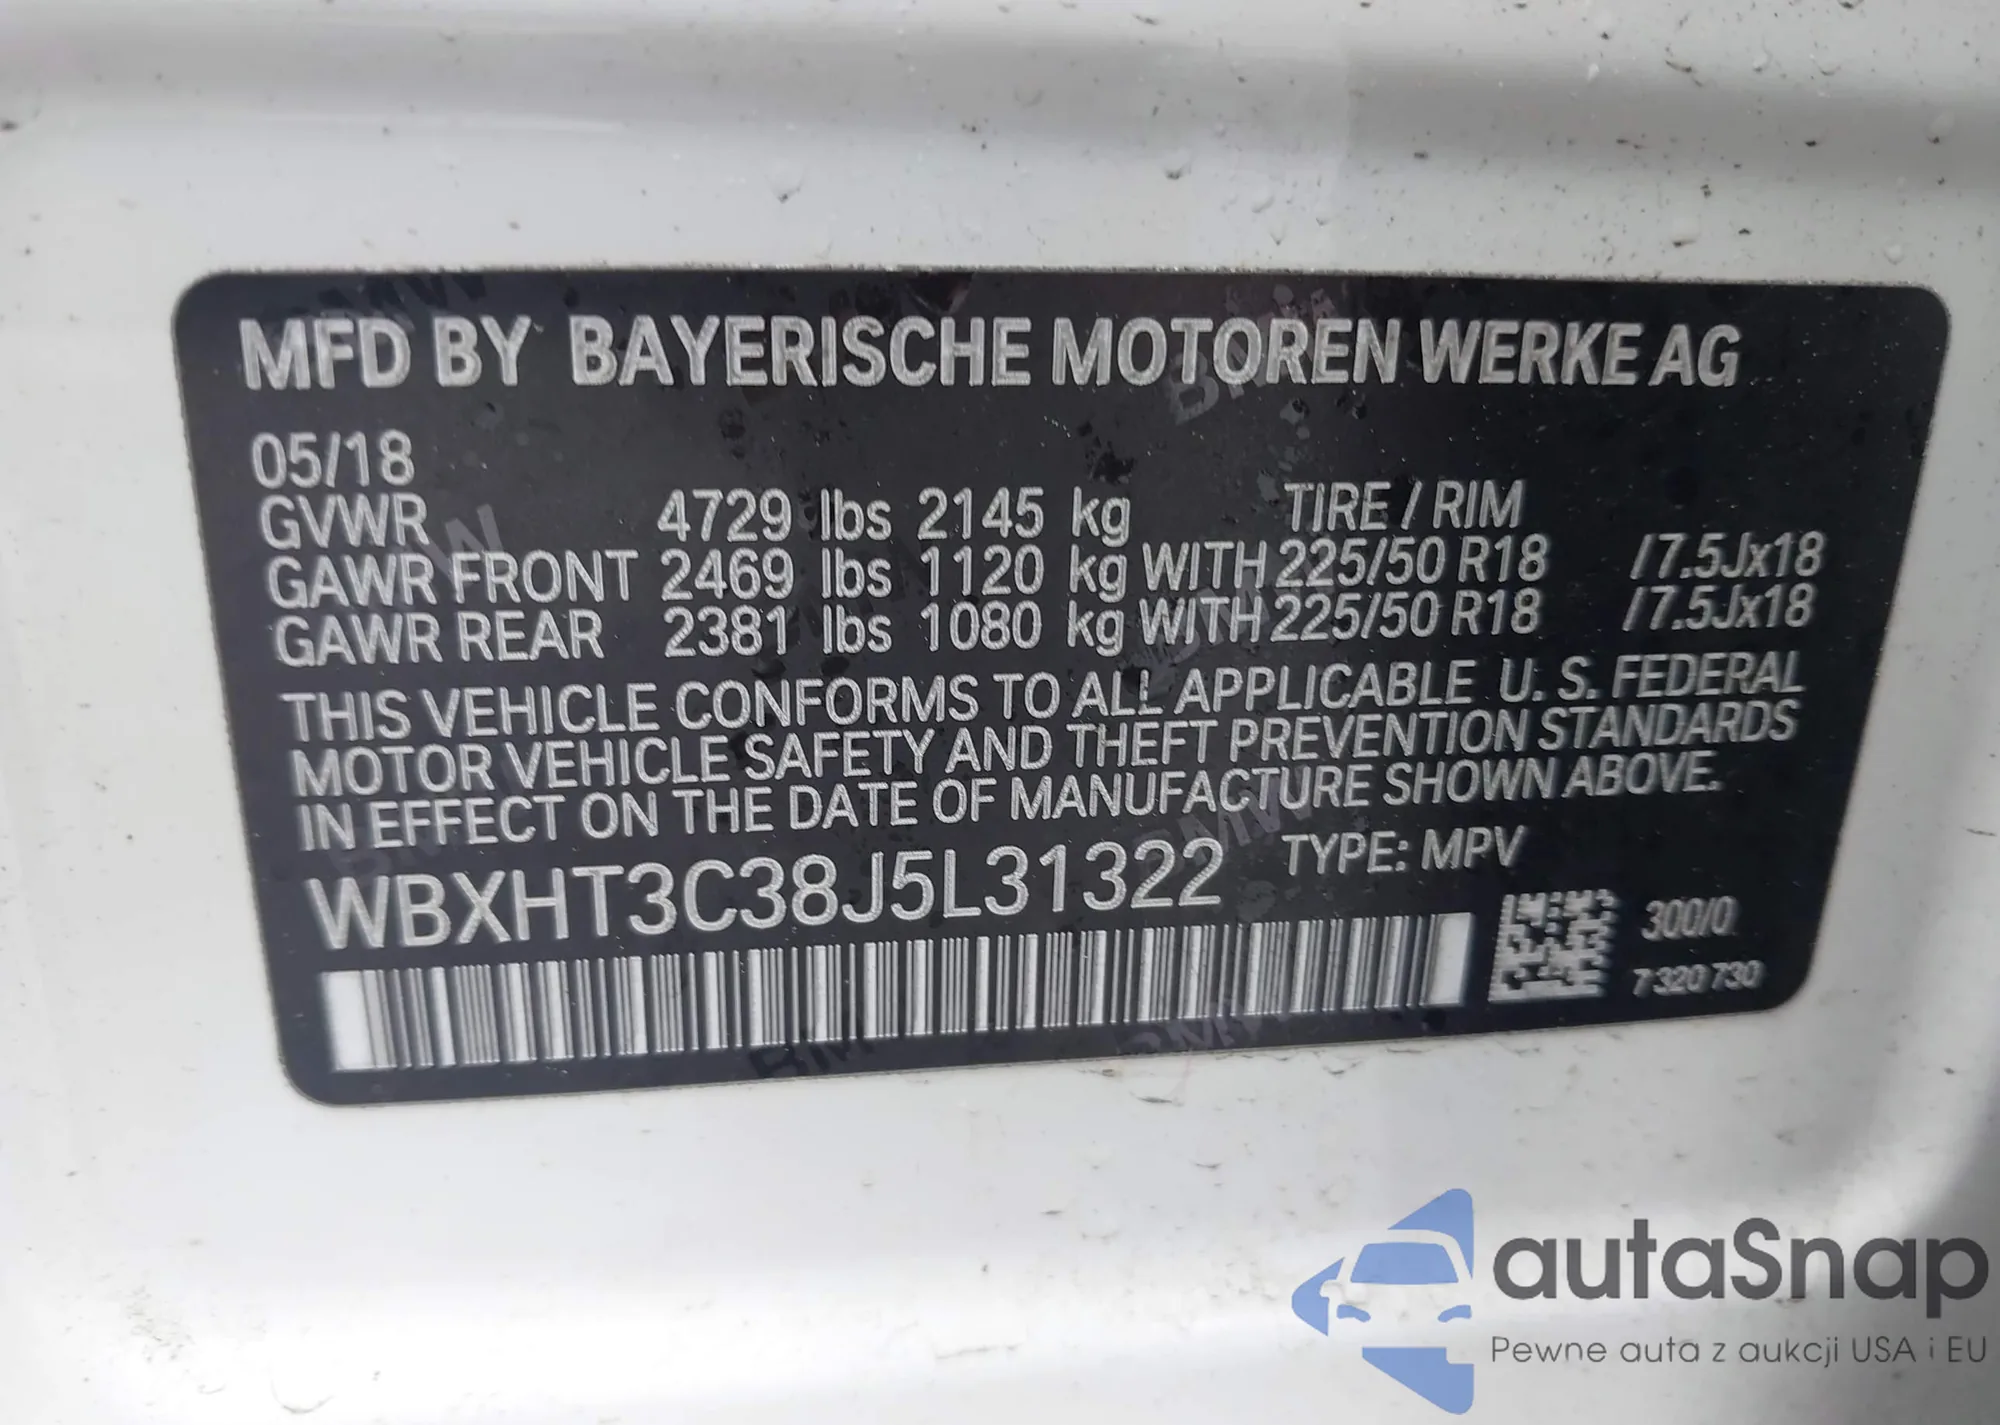 MFD BY BAYERISCHE MOTOREN WERKE AG
05/18
GVWR 4729 lbs 2145 kg TIRE / RIM
GAWR FRONT 2469 lbs 1120 kg WITH 225/50 R18 /7.5Jx18
GAWR REAR 2381 lbs 1080 kg WITH 225/50 R18 /7.5Jx18
THIS VEHICLE CONFORMS TO ALL APPLICABLE U. S. FEDERAL
MOTOR VEHICLE SAFETY AND THEFT PREVENTION STANDARDS
IN EFFECT ON THE DATE OF MANUFACTURE SHOWN ABOVE.
WBXHT3C38J5L31322 TYPE: MPV
300/0
7 320 730
autaSnap
Pewne auta z aukcji USA i EU